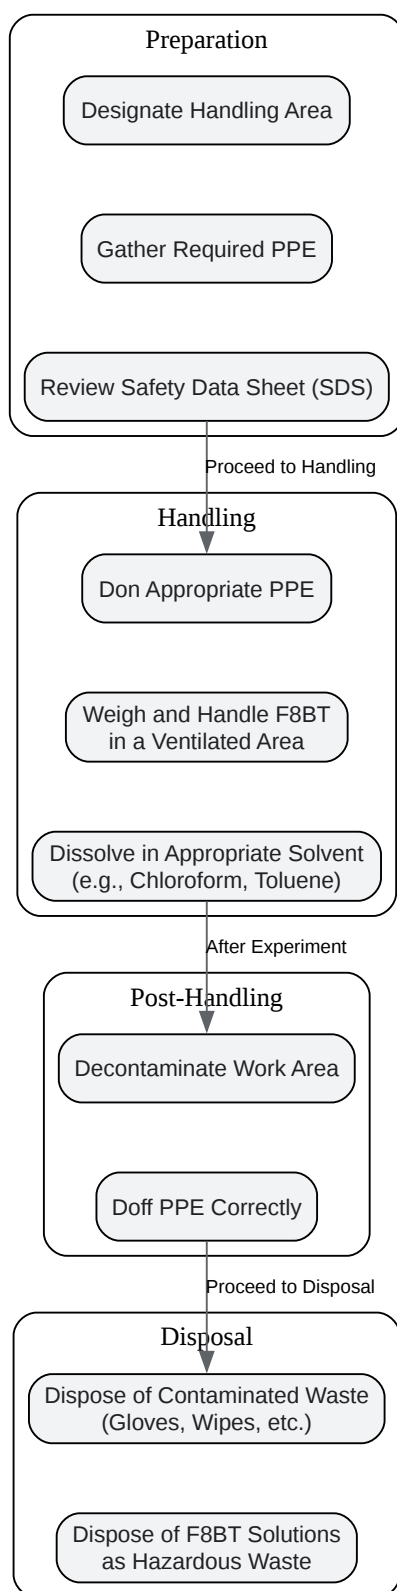 Preparation
Designate Handling Area
Gather Required PPE
Review Safety Data Sheet (SDS)
Proceed to Handling
Handling
Don Appropriate PPE
Weigh and Handle F8BT
in a Ventilated Area
Dissolve in Appropriate Solvent
(e.g., Chloroform, Toluene)
After Experiment
Post-Handling
Decontaminate Work Area
Doff PPE Correctly
Proceed to Disposal
Disposal
Dispose of Contaminated Waste
(Gloves, Wipes, etc.)
Dispose of F8BT Solutions
as Hazardous Waste